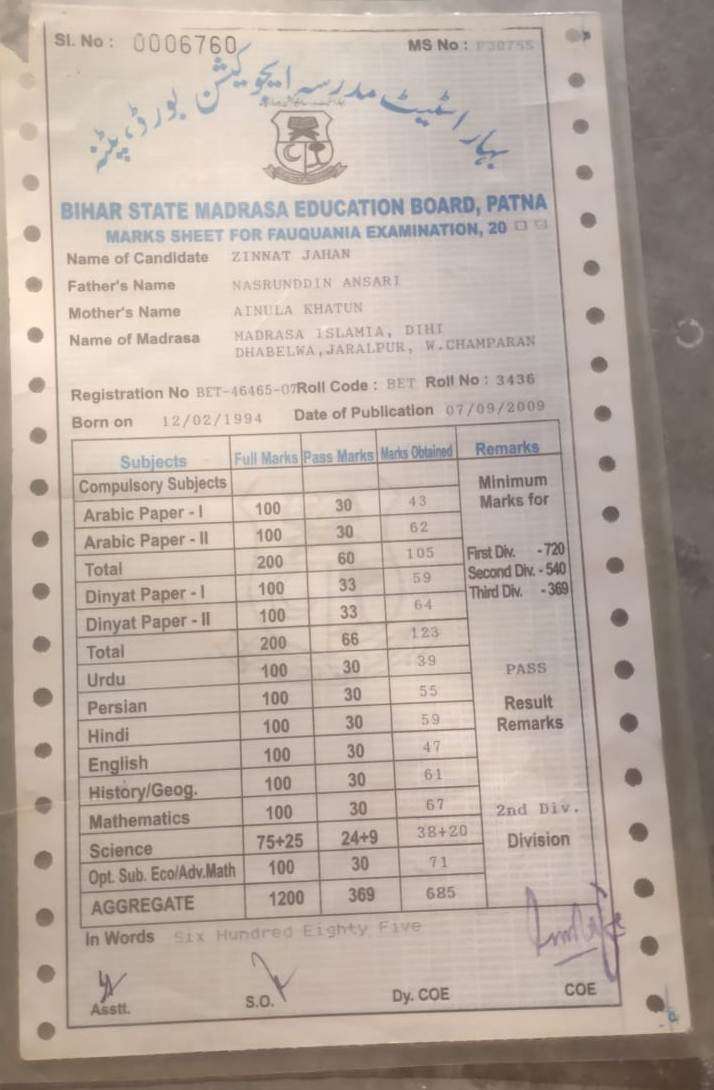 Sl. No : 0006760
MS No :
بہار اسٹیٹ مدرسہ ایجوکیشن بورڈ، پٹنہ
BIHAR STATE MADRASA EDUCATION BOARD, PATNA
MARKS SHEET FOR FAUQUANIA EXAMINATION, 20
Name of Candidate ZINNAT JAHAN
Father's Name NASRUNDDIN ANSARI
Mother's Name AINULA KHATUN
Name of Madrasa MADRASA ISLAMIA, DIHI
DHABELWA,JARALPUR, W.CHAMPARAN
Registration No BET-46465-07 Roll Code : BET Roll No : 3436
Born on 12/02/1994 Date of Publication 07/09/2009
Subjects Full Marks Pass Marks Marks Obtained Remarks
Compulsory Subjects Minimum
Marks for
Arabic Paper - I 100 30 43
Arabic Paper - II 100 30 62
Total 200 60 105 First Div. - 720
Second Div. - 540
Dinyat Paper - I 100 33 59 Third Div. - 369
Dinyat Paper - II 100 33 64
Total 200 66 123
Urdu 100 30 39 PASS
Persian 100 30 55 Result
Hindi 100 30 59 Remarks
English 100 30 47
History/Geog. 100 30 61
Mathematics 100 30 67 2nd Div.
Science 75+25 24+9 38+20 Division
Opt. Sub. Eco/Adv.Math 100 30 71
AGGREGATE 1200 369 685
In Words Six Hundred Eighty Five
Asstt. S.O. Dy. COE COE